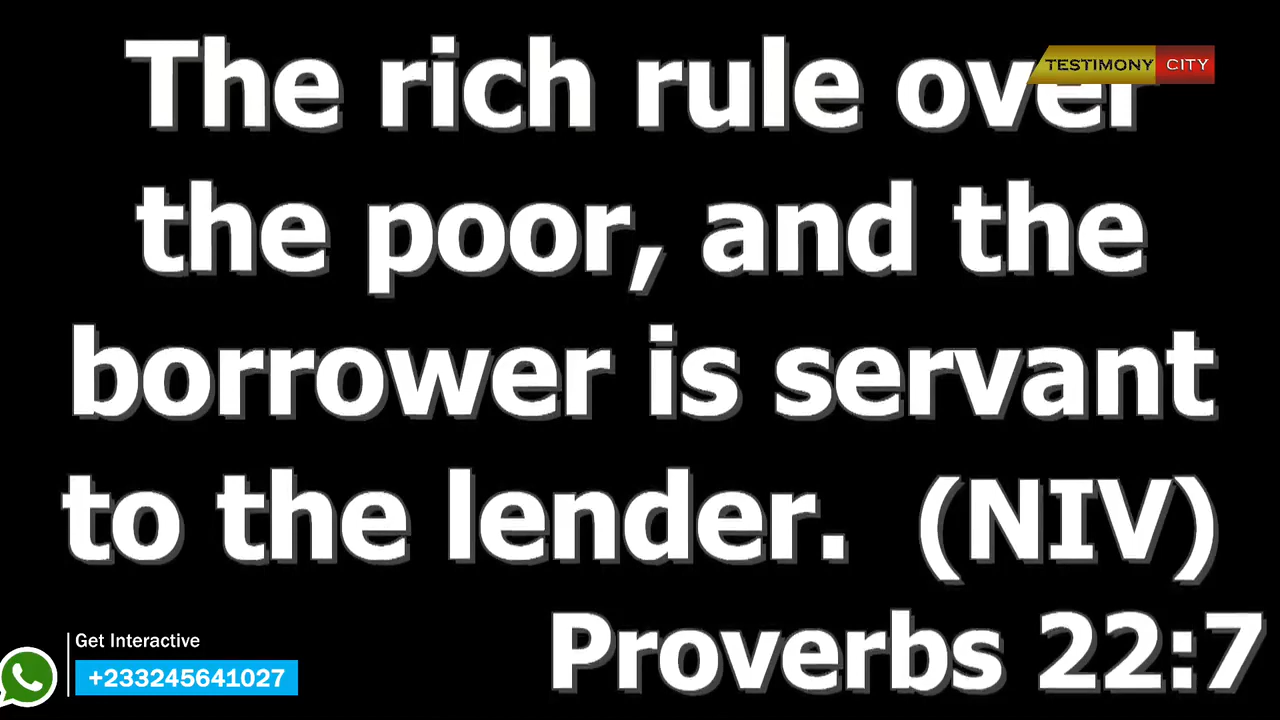 The rich rule over
TESTIMONY CITY
the poor, and the
borrower is servant
to the lender. (NIV)
Proverbs 22:7
Get Interactive
+233245641027